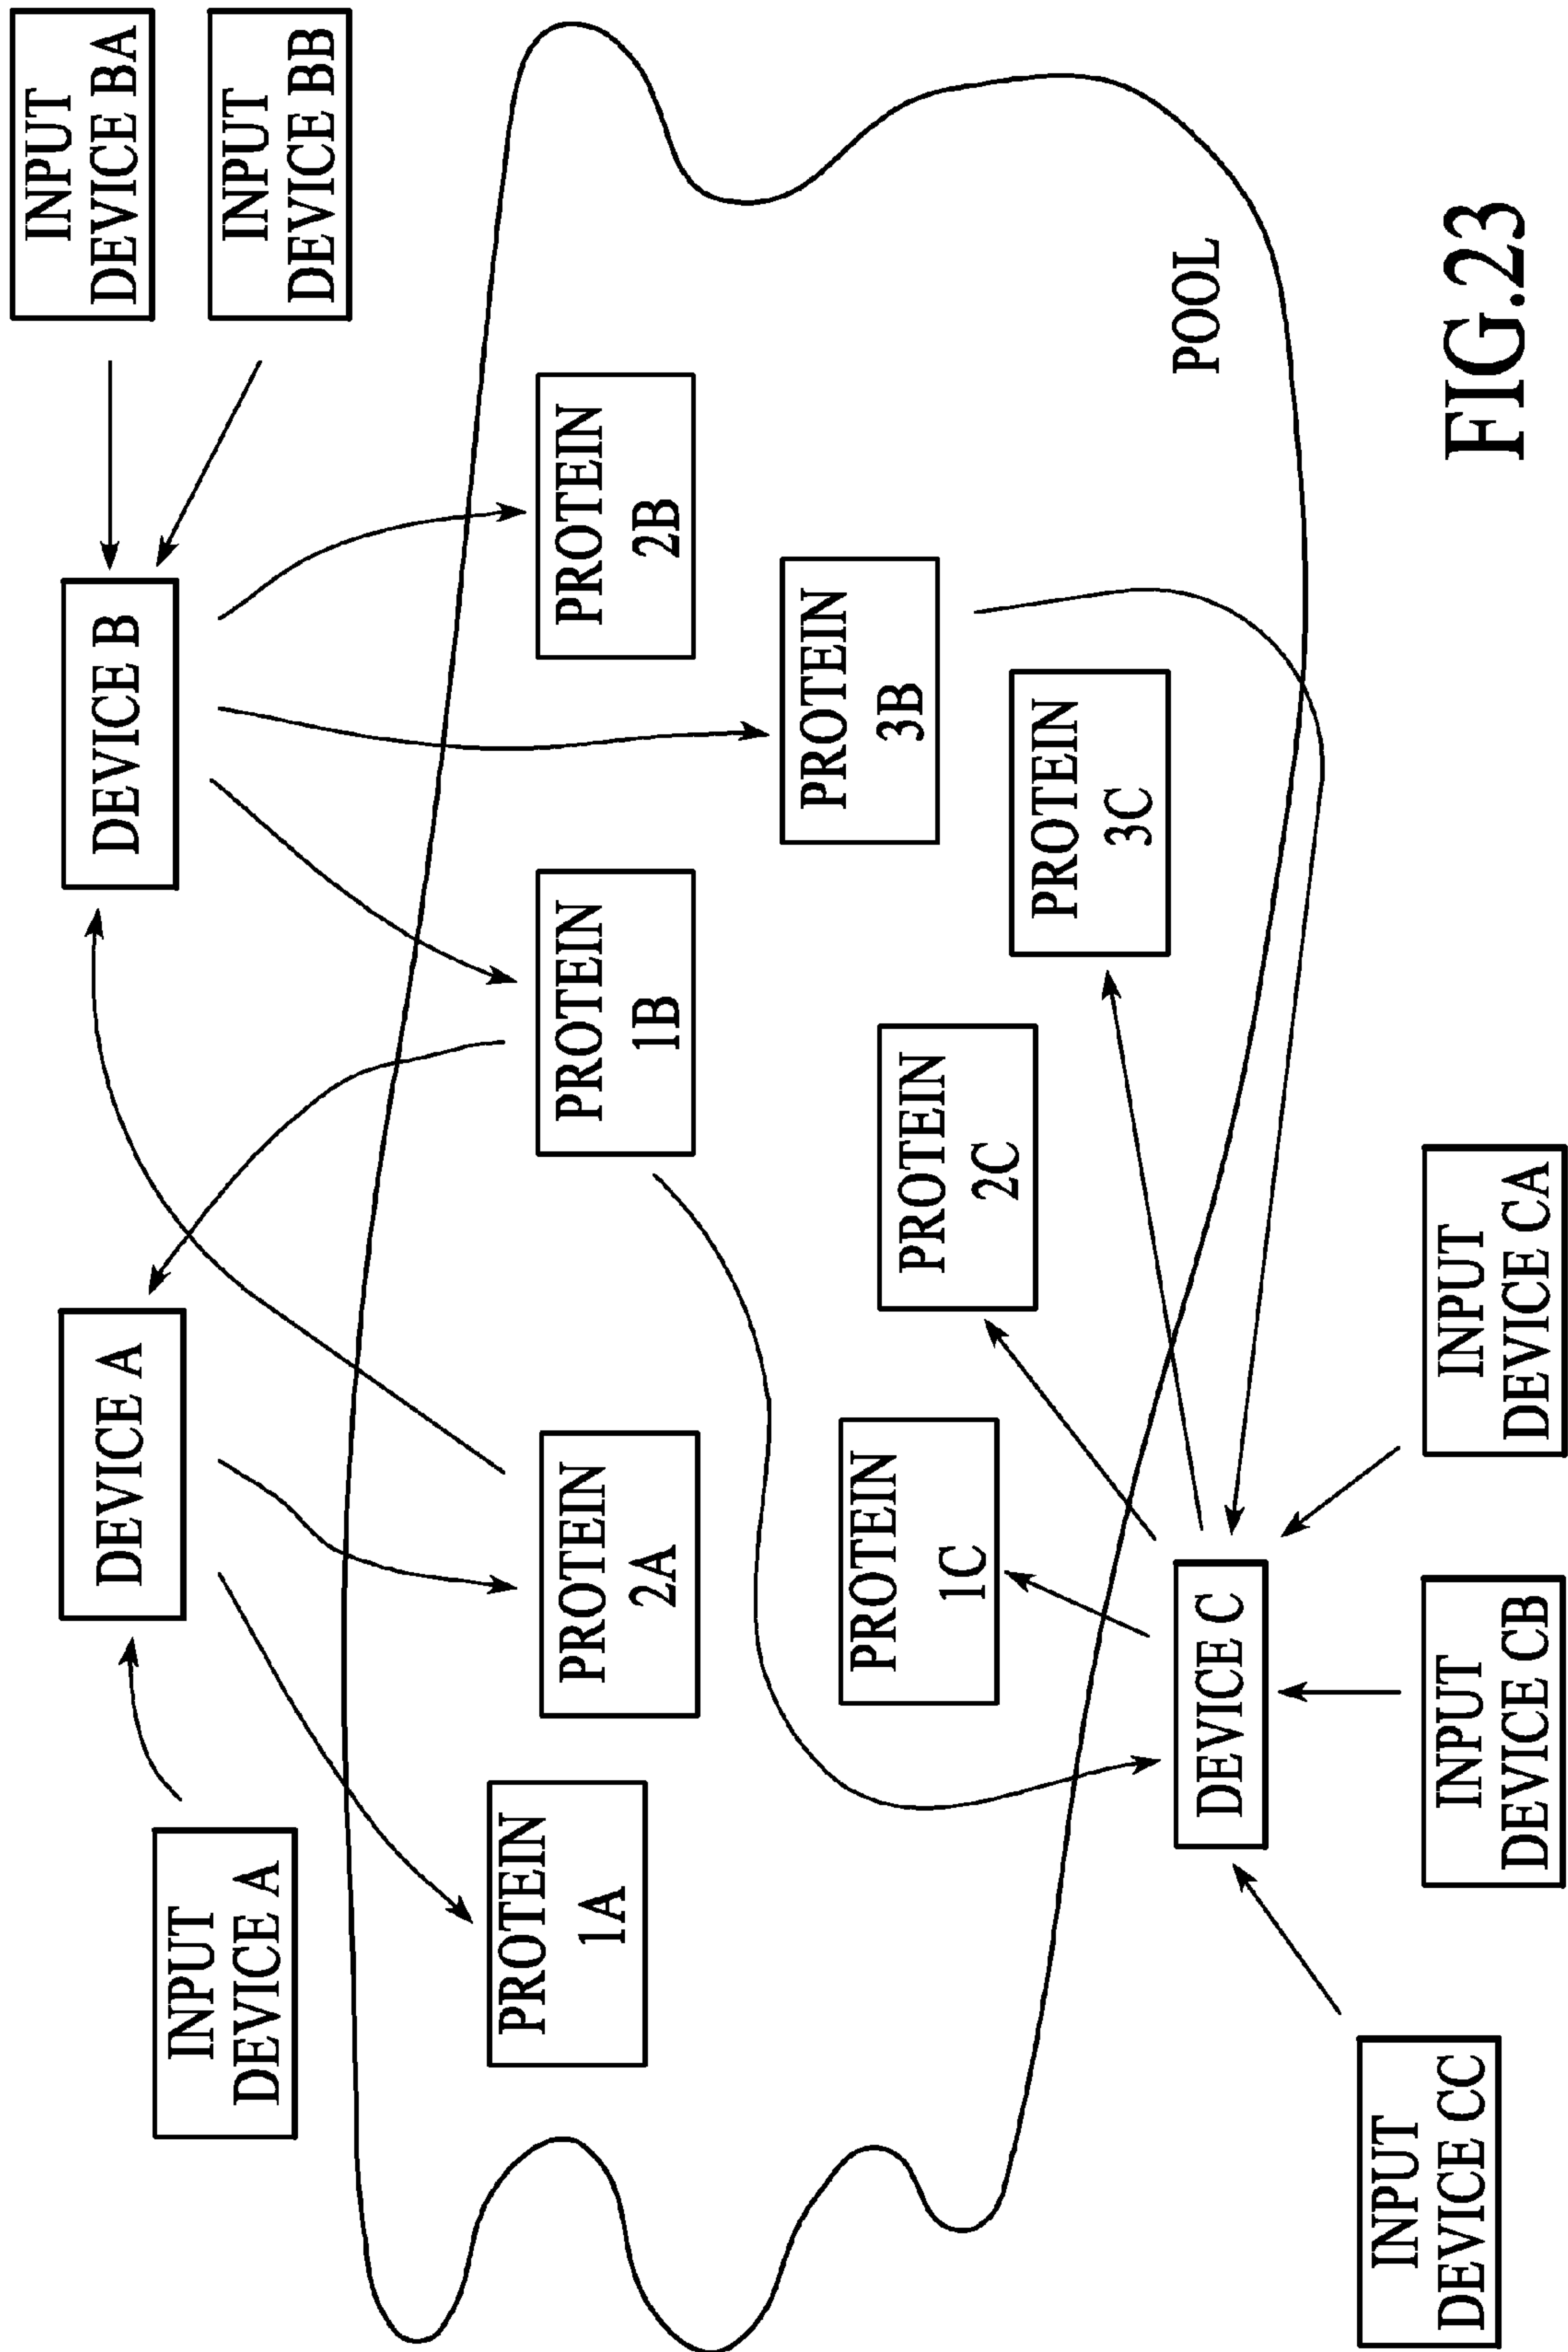 INPUT
DEVICE A
DEVICE A
DEVICE B
INPUT
DEVICE BA
INPUT
DEVICE BB
PROTEIN
1A
PROTEIN
2A
PROTEIN
1B
PROTEIN
2B
PROTEIN
3B
PROTEIN
1C
PROTEIN
2C
PROTEIN
3C
POOL
DEVICE C
INPUT
DEVICE CC
INPUT
DEVICE CB
INPUT
DEVICE CA
FIG.23